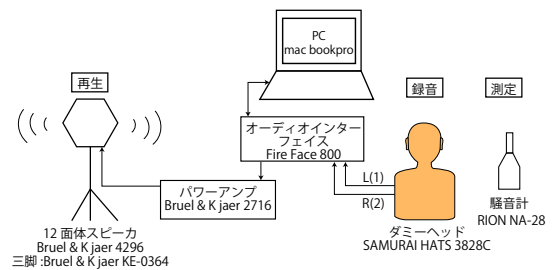 PC
mac bookpro
再生
録音
測定
オーディオインター
フェイス
Fire Face 800
L(1)
R(2)
パワーアンプ
Bruel & K jaer 2716
騒音計
RION NA-28
12 面体スピーカ
Bruel & K jaer 4296
三脚 :Bruel & K jaer KE-0364
ダミーヘッド
SAMURAI HATS 3828C